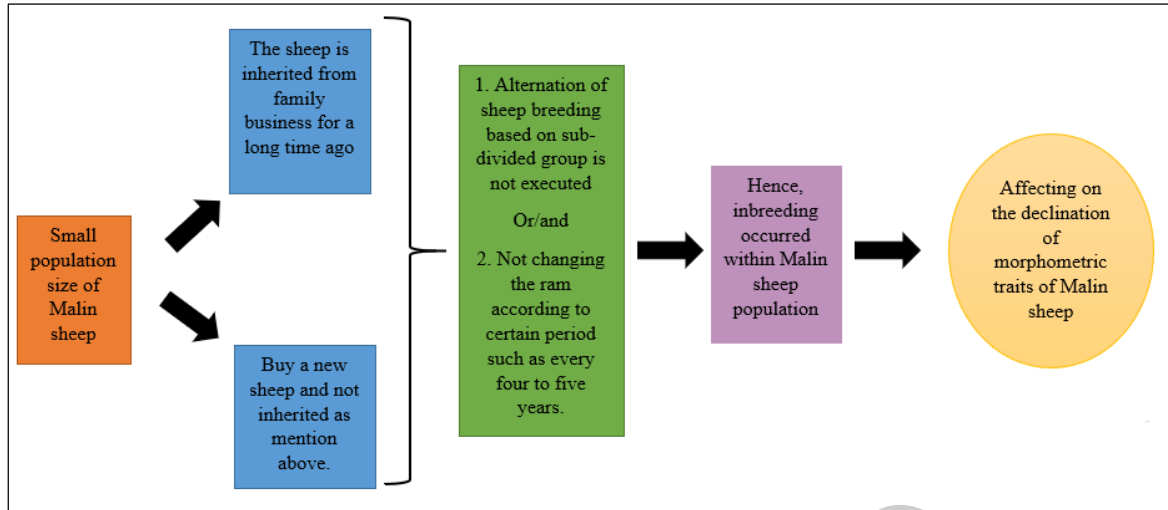 Small
population
size of
Malin
sheep
The sheep is
inherited from
family
business for a
long time ago
Buy a new
sheep and not
inherited as
mention
above.
1. Alternation of
sheep breeding
based on sub-
divided group is
not executed
Or/and
2. Not changing
the ram
according to
certain period
such as every
four to five
years.
Hence,
inbreeding
occurred
within Malin
sheep
population
Affecting on
the declination
of
morphometric
traits of Malin
sheep